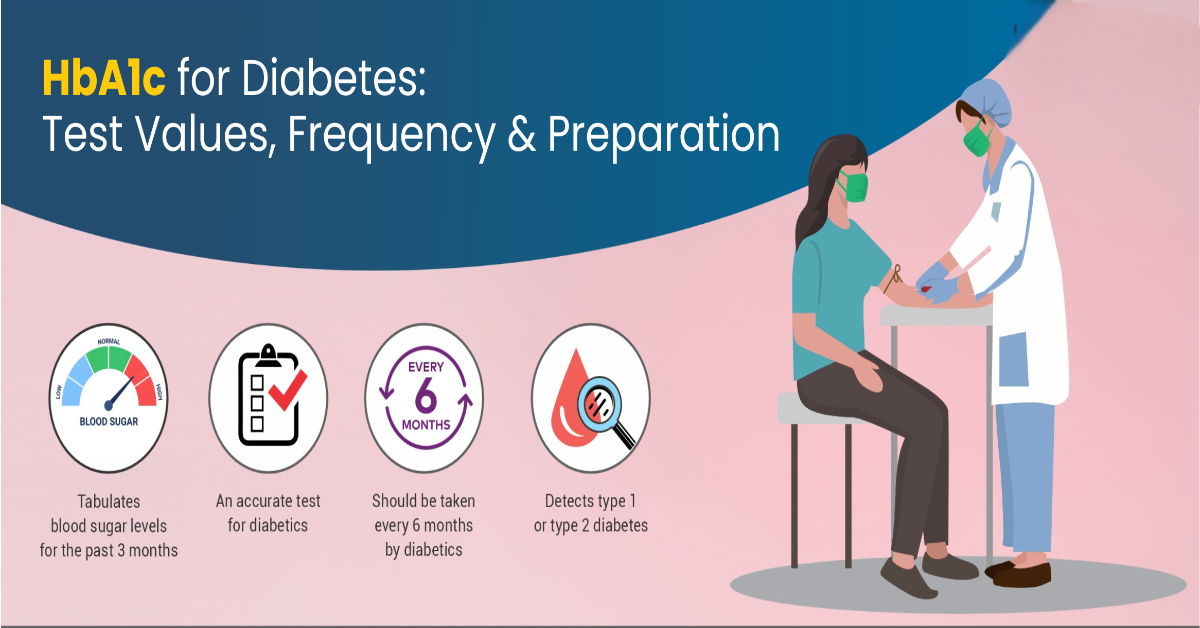 HbA1c for Diabetes:
Test Values, Frequency & Preparation
LOW
NORMAL
HIGH
BLOOD SUGAR
EVERY
6
MONTHS
Tabulates
blood sugar levels
for the past 3 months
An accurate test
for diabetics
Should be taken
every 6 months
by diabetics
Detects type 1
or type 2 diabetes